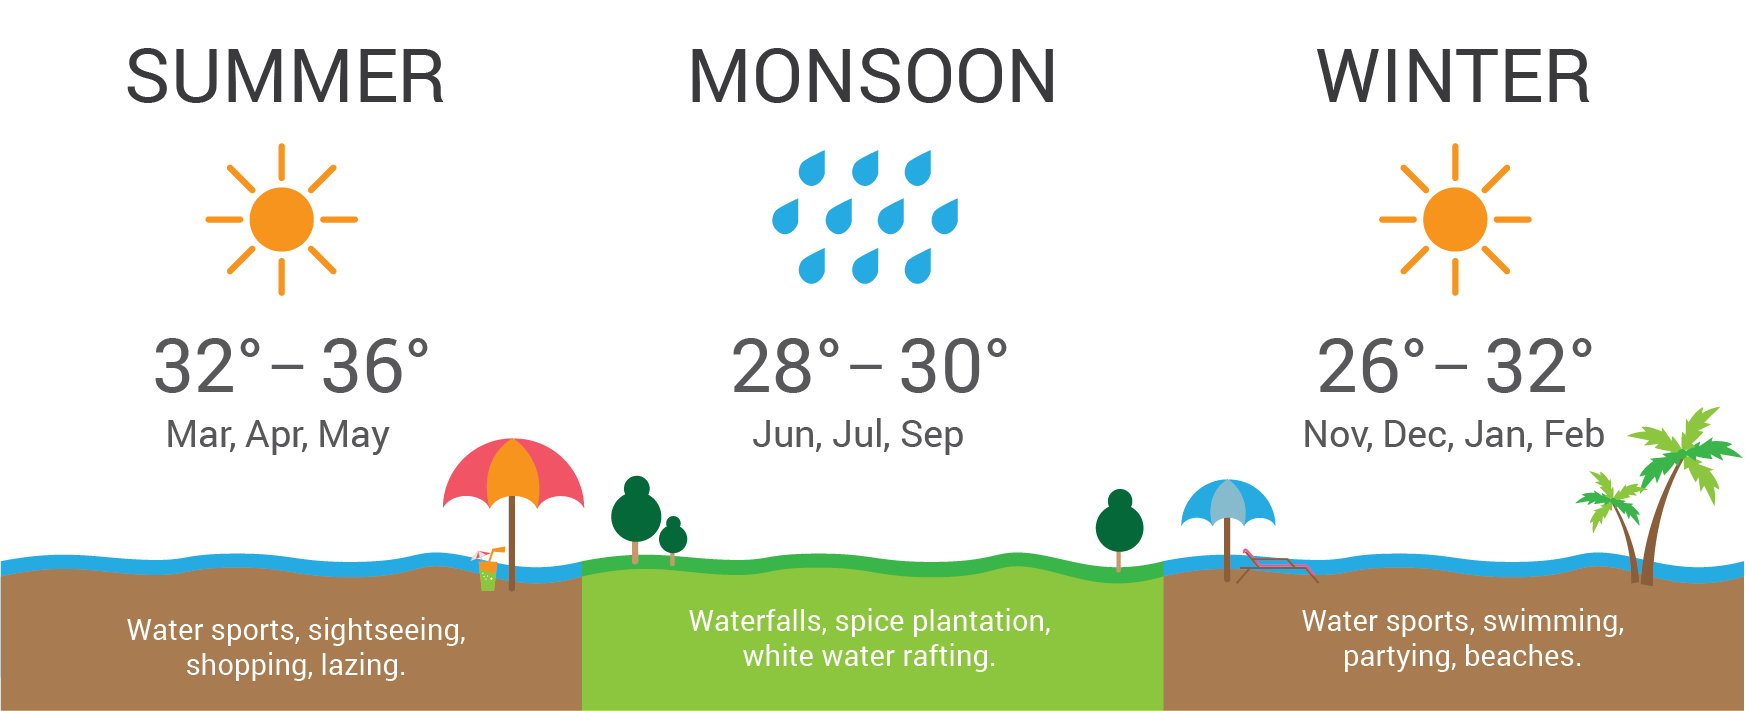 SUMMER
32° – 36°
Mar, Apr, May
Water sports, sightseeing,
shopping, lazing.
MONSOON
28° – 30°
Jun, Jul, Sep
Waterfalls, spice plantation,
white water rafting.
WINTER
26° – 32°
Nov, Dec, Jan, Feb
Water sports, swimming,
partying, beaches.